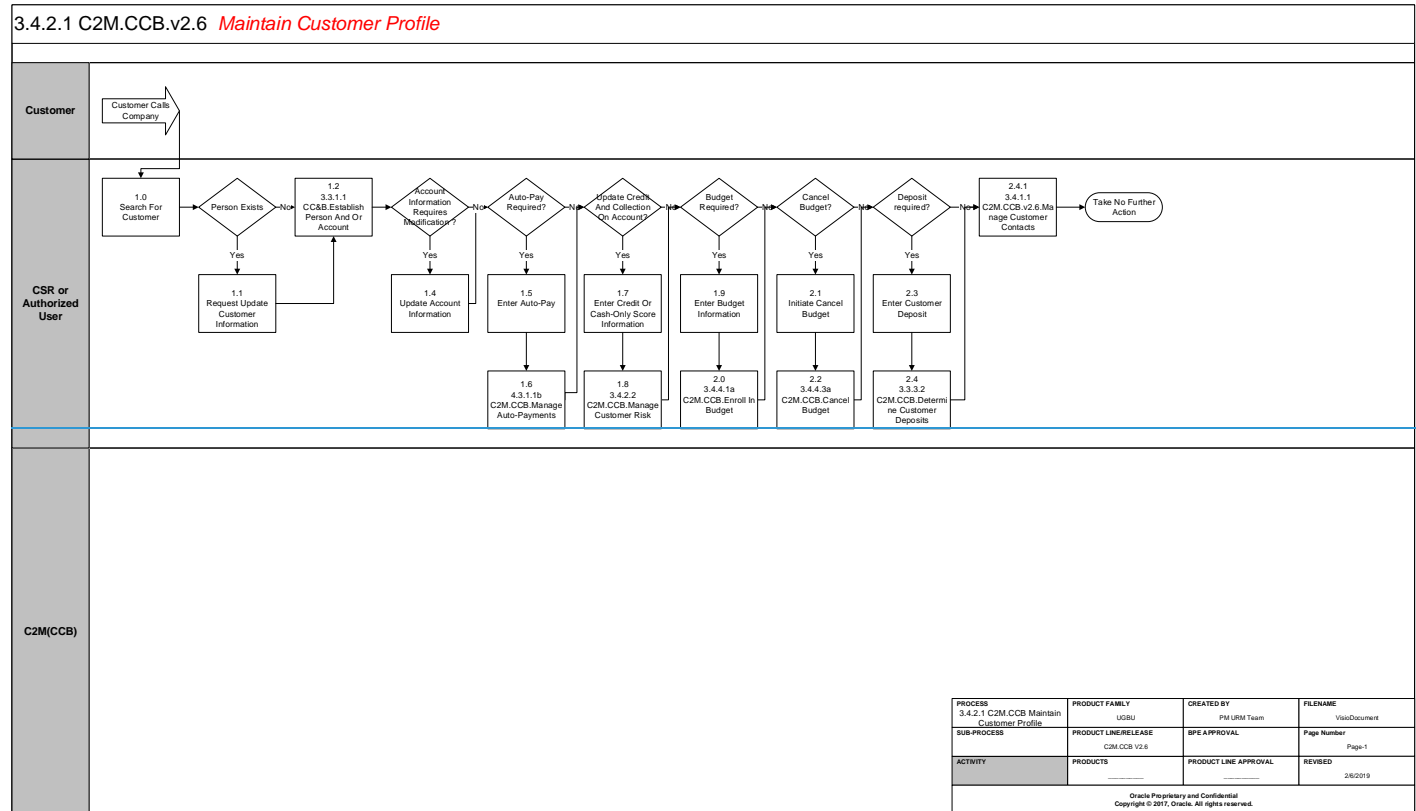 3.4.2.1 C2M.CCB.v2.6 Maintain Customer Profile
Customer
Customer Calls
Company
CSR or
Authorized
User
1.0
Search For
Customer
Person Exists
No
Yes
1.1
Request Update
Customer
Information
1.2
3.3.1.1
CC&B.Establish
Person And Or
Account
Account
Information
Requires
Modification ?
No
Yes
1.4
Update Account
Information
Auto-Pay
Required?
No
Yes
1.5
Enter Auto-Pay
1.6
4.3.1.1b
C2M.CCB.Manage
Auto-Payments
Update Credit
And Collection
On Account?
No
Yes
1.7
Enter Credit Or
Cash-Only Score
Information
1.8
3.4.2.2
C2M.CCB.Manage
Customer Risk
Budget
Required?
No
Yes
1.9
Enter Budget
Information
2.0
3.4.4.1a
C2M.CCB.Enroll In
Budget
Cancel
Budget?
No
Yes
2.1
Initiate Cancel
Budget
2.2
3.4.4.3a
C2M.CCB.Cancel
Budget
Deposit
required?
No
Yes
2.3
Enter Customer
Deposit
2.4
3.3.3.2
C2M.CCB.Determi
ne Customer
Deposits
2.4.1
3.4.1.1
C2M.CCB.v2.6.Ma
nage Customer
Contacts
Take No Further
Action
C2M(CCB)
PROCESS
3.4.2.1 C2M.CCB Maintain
Customer Profile
PRODUCT FAMILY
UGBU
CREATED BY
PM URM Team
FILENAME
VisioDocument
SUB-PROCESS
PRODUCT LINE/RELEASE
C2M.CCB V2.6
BPE APPROVAL
Page Number
Page-1
ACTIVITY
PRODUCTS
PRODUCT LINE APPROVAL
REVISED
2/6/2019
Oracle Proprietary and Confidential
Copyright © 2017, Oracle. All rights reserved.